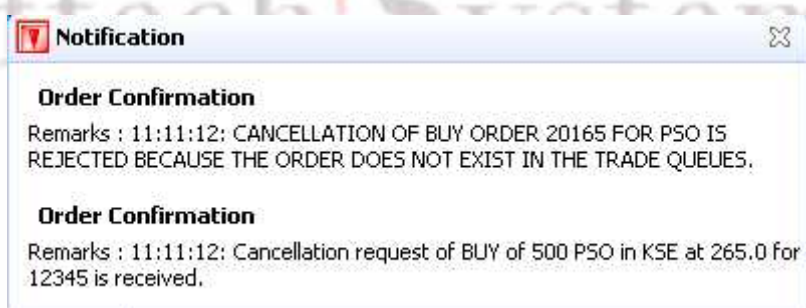 Notification
Order Confirmation
Remarks : 11:11:12: CANCELLATION OF BUY ORDER 20165 FOR PSO IS
REJECTED BECAUSE THE ORDER DOES NOT EXIST IN THE TRADE QUEUES.
Order Confirmation
Remarks : 11:11:12: Cancellation request of BUY of 500 PSO in KSE at 265.0 for
12345 is received.